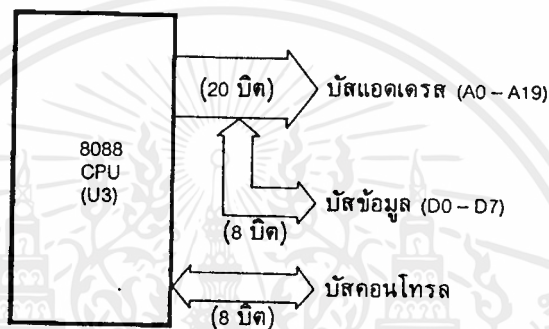 (20 บิต)
บัสแอดเดรส (A0 – A19)
8088
CPU
(U3)
บัสข้อมูล (D0 – D7)
(8 บิต)
บัสคอนโทรล
(8 บิต)